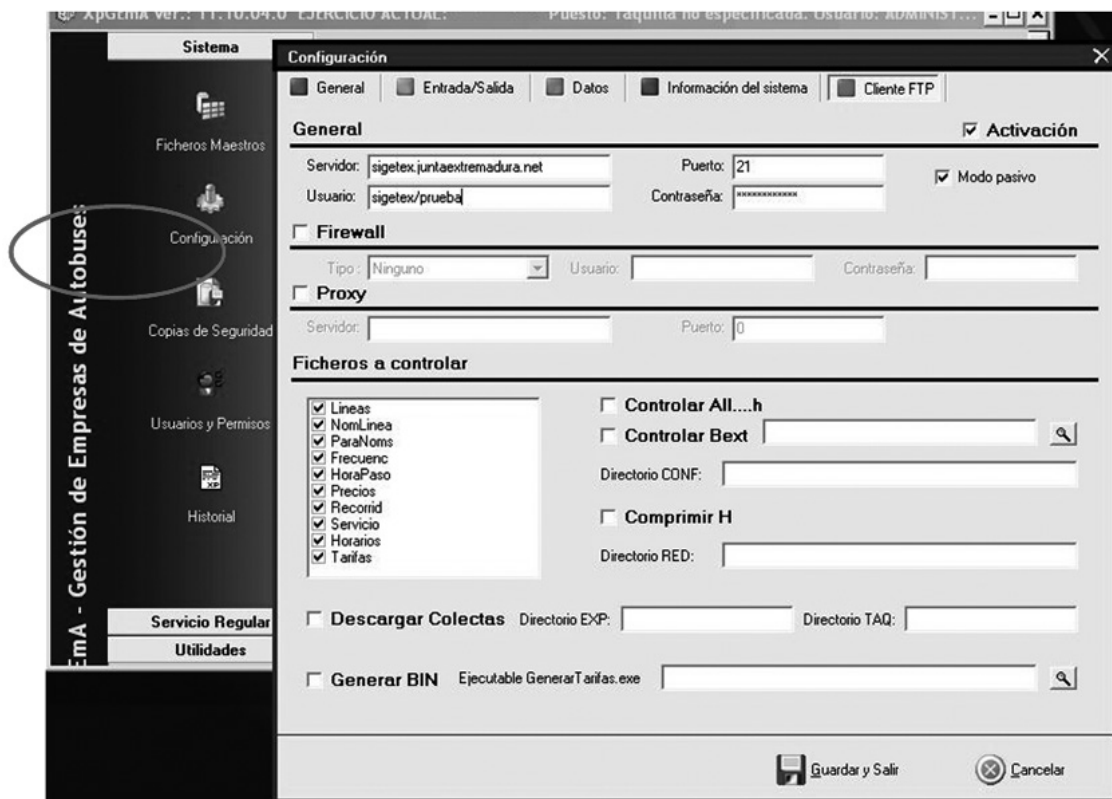 XpGEmA Ver.: 11.10.04.0 EJERCICIO ACTUAL: Puesto: Taquilla no especificada. Usuario: ADMINIST...
Sistema
Ficheros Maestros
Configuración
Copias de Seguridad
Usuarios y Permisos
Historial
Servicio Regular
Utilidades
EmA - Gestión de Empresas de Autobuses
Configuración
General Entrada/Salida Datos Información del sistema Cliente FTP
General Activación
Servidor: sigetex.juntaextremadura.net Puerto: 21 Modo pasivo
Usuario: sigetex/prueba Contraseña: ************
Firewall
Tipo: Ninguno Usuario: Contraseña:
Proxy
Servidor: Puerto: 0
Ficheros a controlar
Lineas
NomLinea
ParaNoms
Frecuenc
HoraPaso
Precios
Recorrid
Servicio
Horarios
Tarifas
Controlar All....h
Controlar Bext
Directorio CONF:
Comprimir H
Directorio RED:
Descargar Colectas Directorio EXP: Directorio TAQ:
Generar BIN Ejecutable GenerarTarifas.exe
Guardar y Salir Cancelar